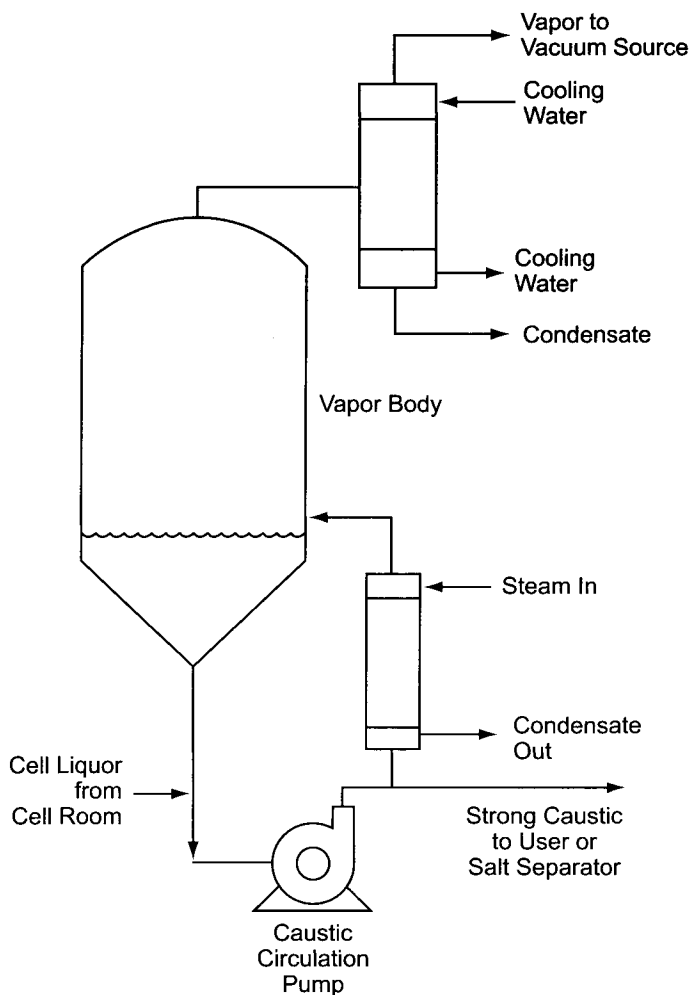 Vapor to
Vacuum Source
Cooling
Water
Cooling
Water
Condensate
Vapor Body
Steam In
Condensate
Out
Cell Liquor
from
Cell Room
Strong Caustic
to User or
Salt Separator
Caustic
Circulation
Pump